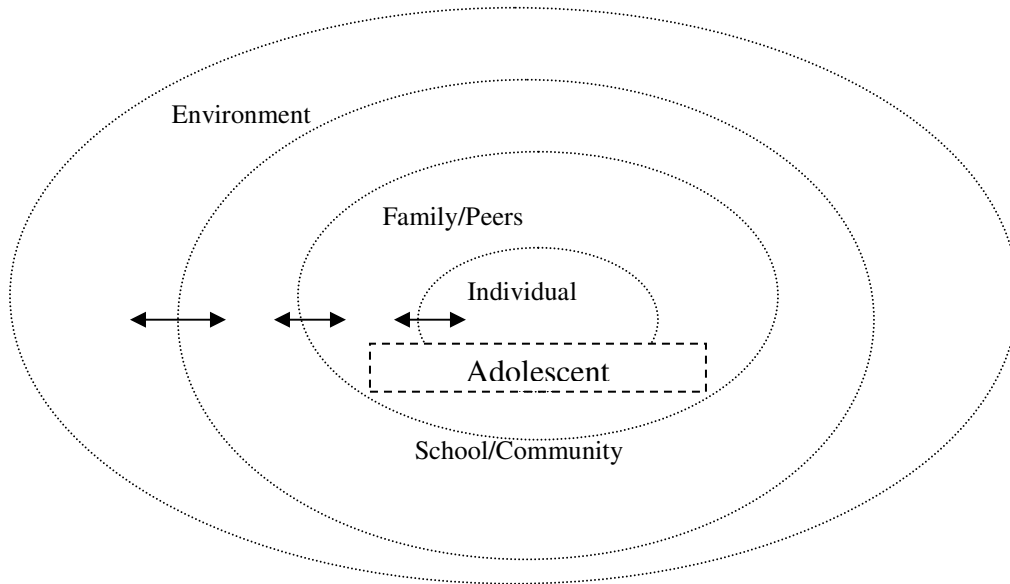 Environment
Family/Peers
Individual
Adolescent
School/Community